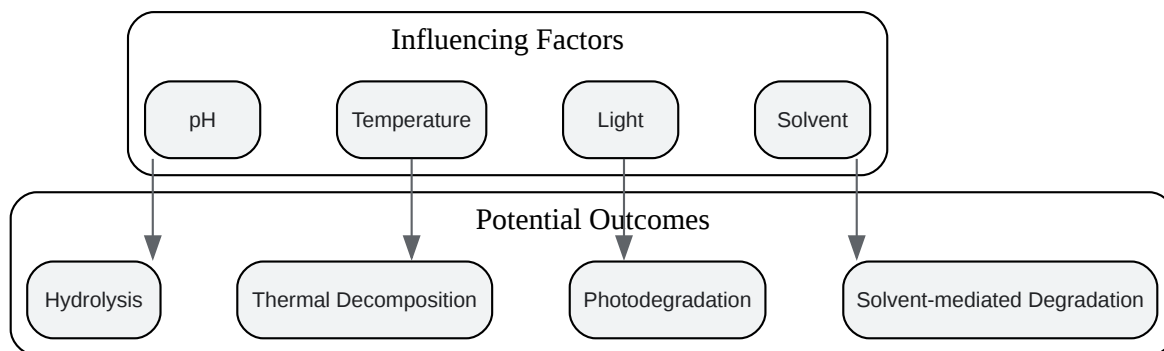 Influencing Factors
pH
Temperature
Light
Solvent
Potential Outcomes
Hydrolysis
Thermal Decomposition
Photodegradation
Solvent-mediated Degradation